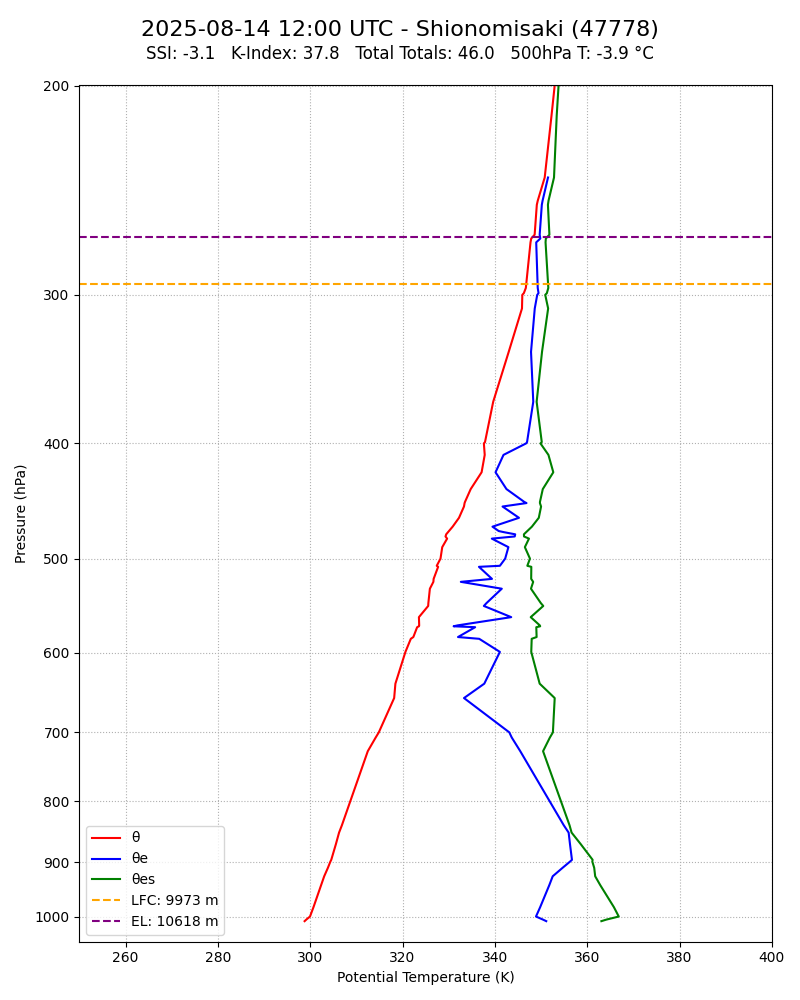 2025-08-14 12:00 UTC - Shionomisaki (47778)
SSI: -3.1   K-Index: 37.8   Total Totals: 46.0   500hPa T: -3.9 °C
200
300
400
500
600
700
800
900
1000
Pressure (hPa)
θ
θe
θes
LFC: 9973 m
EL: 10618 m
260
280
300
320
340
360
380
400
Potential Temperature (K)